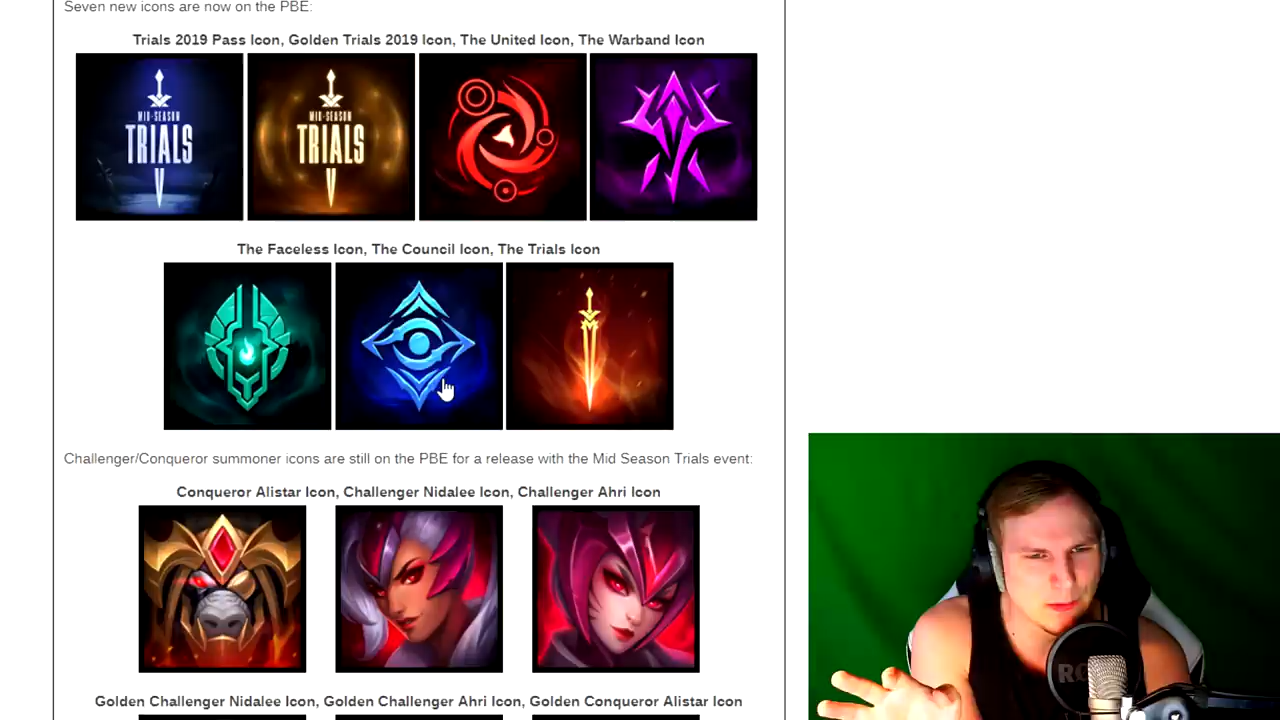 Seven new icons are now on the PBE:
Trials 2019 Pass Icon, Golden Trials 2019 Icon, The United Icon, The Warband Icon
MID-SEASON
TRIALS
MID-SEASON
TRIALS
The Faceless Icon, The Council Icon, The Trials Icon
Challenger/Conqueror summoner icons are still on the PBE for a release with the Mid Season Trials event:
Conqueror Alistar Icon, Challenger Nidalee Icon, Challenger Ahri Icon
Golden Challenger Nidalee Icon, Golden Challenger Ahri Icon, Golden Conqueror Alistar Icon